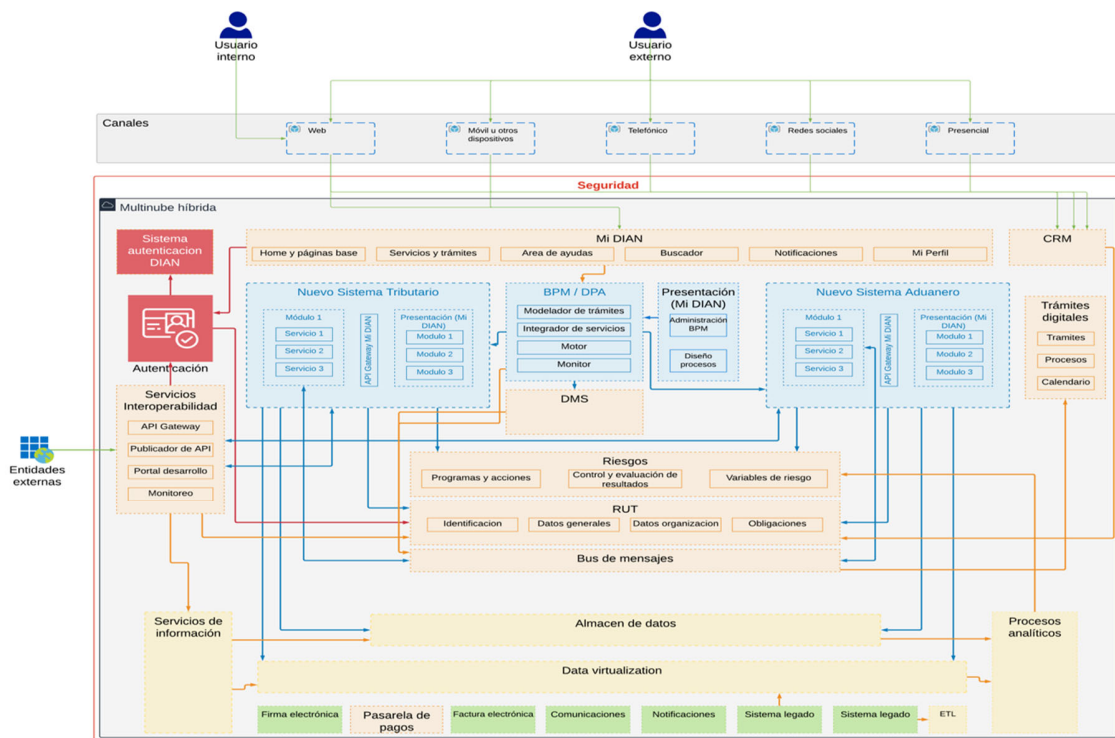 Usuario
interno
Usuario
externo
Canales
Web
Móvil u otros
dispositivos
Telefónico
Redes sociales
Presencial
Seguridad
Multinube híbrida
Sistema
autenticacion
DIAN
Mi DIAN
Home y páginas base
Servicios y trámites
Area de ayudas
Buscador
Notificaciones
Mi Perfil
CRM
Autenticación
Nuevo Sistema Tributario
Módulo 1
Servicio 1
Servicio 2
Servicio 3
API Gateway Mi DIAN
Presentación (Mi
DIAN)
Modulo 1
Modulo 2
Modulo 3
BPM / DPA
Modelador de trámites
Integrador de servicios
Motor
Monitor
Presentación
(Mi DIAN)
Administración
BPM
Diseño
procesos
Nuevo Sistema Aduanero
Módulo 1
Servicio 1
Servicio 2
Servicio 3
API Gateway Mi DIAN
Presentación (Mi
DIAN)
Modulo 1
Modulo 2
Modulo 3
Trámites
digitales
Tramites
Procesos
Calendario
DMS
Servicios
Interoperabilidad
API Gateway
Publicador de API
Portal desarrollo
Monitoreo
Entidades
externas
Riesgos
Programas y acciones
Control y evaluación de
resultados
Variables de riesgo
RUT
Identificacion
Datos generales
Datos organizacion
Obligaciones
Bus de mensajes
Servicios de
información
Almacen de datos
Procesos
analíticos
Data virtualization
Firma electrónica
Pasarela de
pagos
Factura electrónica
Comunicaciones
Notificaciones
Sistema legado
Sistema legado
ETL